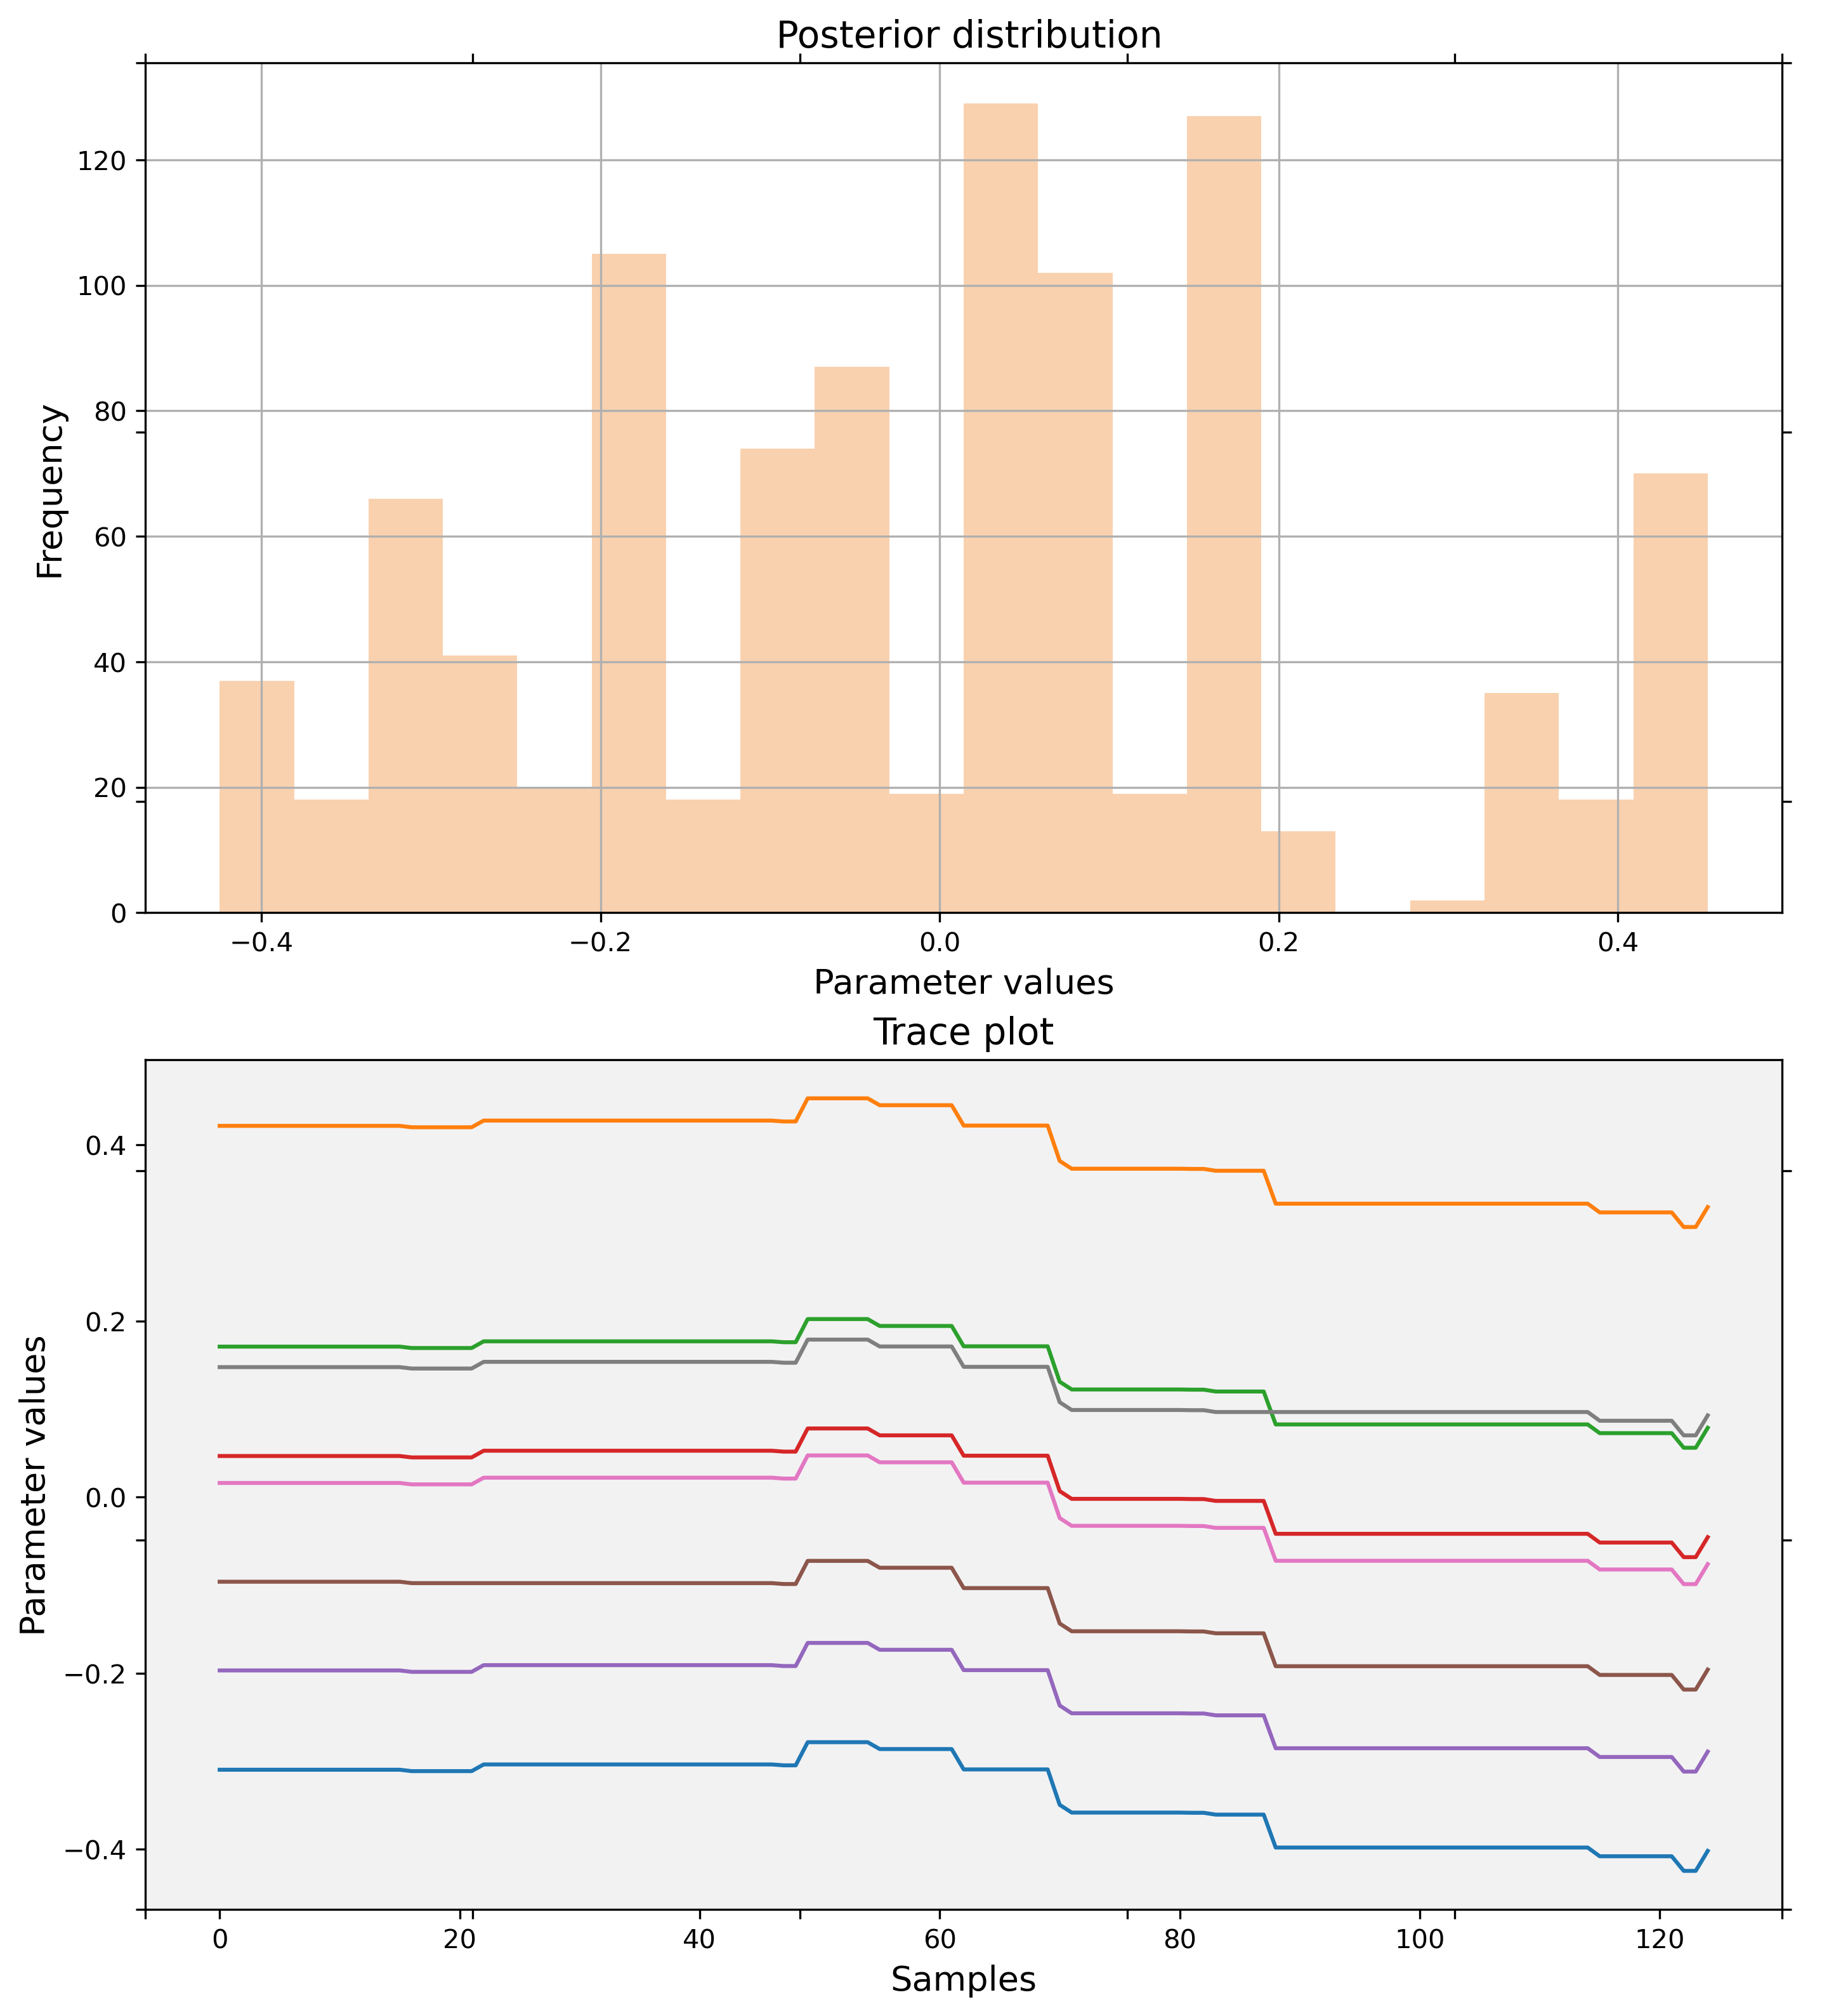 Posterior distribution
120
100
80
60
40
20
0
Frequency
−0.4 −0.2 0.0 0.2 0.4
Parameter values
Trace plot
0.4
0.2
0.0
−0.2
−0.4
Parameter values
0 20 40 60 80 100 120
Samples